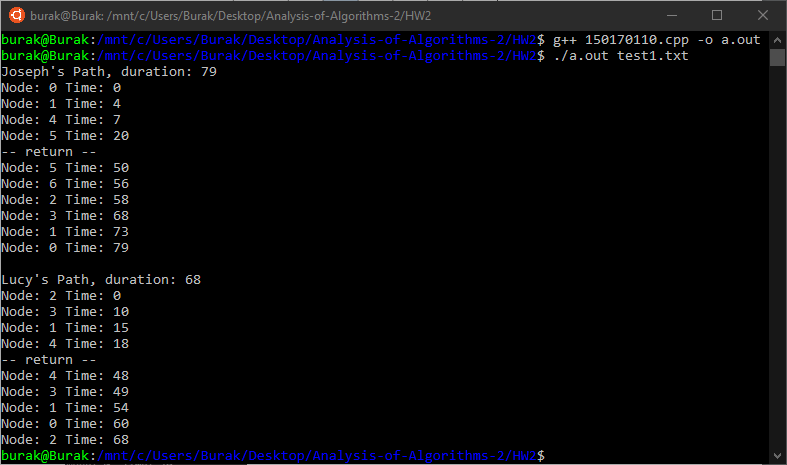 burak@Burak: /mnt/c/Users/Burak/Desktop/Analysis-of-Algorithms-2/HW2
burak@Burak:/mnt/c/Users/Burak/Desktop/Analysis-of-Algorithms-2/HW2$ g++ 150170110.cpp -o a.out
burak@Burak:/mnt/c/Users/Burak/Desktop/Analysis-of-Algorithms-2/HW2$ ./a.out test1.txt
Joseph's Path, duration: 79
Node: 0 Time: 0
Node: 1 Time: 4
Node: 4 Time: 7
Node: 5 Time: 20
-- return --
Node: 5 Time: 50
Node: 6 Time: 56
Node: 2 Time: 58
Node: 3 Time: 68
Node: 1 Time: 73
Node: 0 Time: 79
Lucy's Path, duration: 68
Node: 2 Time: 0
Node: 3 Time: 10
Node: 1 Time: 15
Node: 4 Time: 18
-- return --
Node: 4 Time: 48
Node: 3 Time: 49
Node: 1 Time: 54
Node: 0 Time: 60
Node: 2 Time: 68
burak@Burak:/mnt/c/Users/Burak/Desktop/Analysis-of-Algorithms-2/HW2$